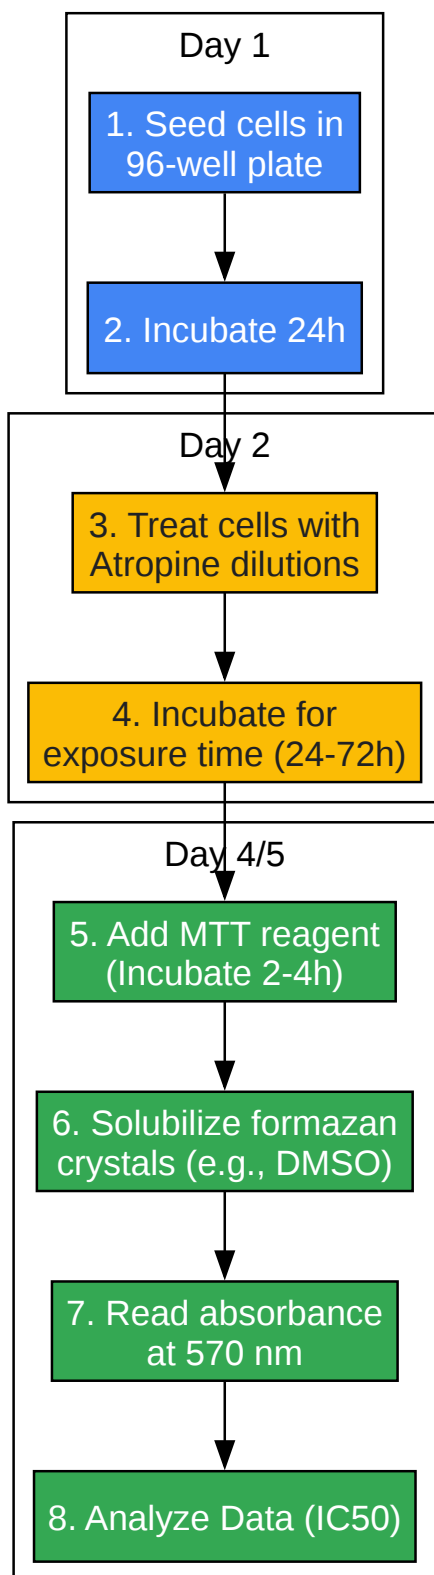 Day 1
1. Seed cells in
96-well plate
2. Incubate 24h
Day 2
3. Treat cells with
Atropine dilutions
4. Incubate for
exposure time (24-72h)
Day 4/5
5. Add MTT reagent
(Incubate 2-4h)
6. Solubilize formazan
crystals (e.g., DMSO)
7. Read absorbance
at 570 nm
8. Analyze Data (IC50)